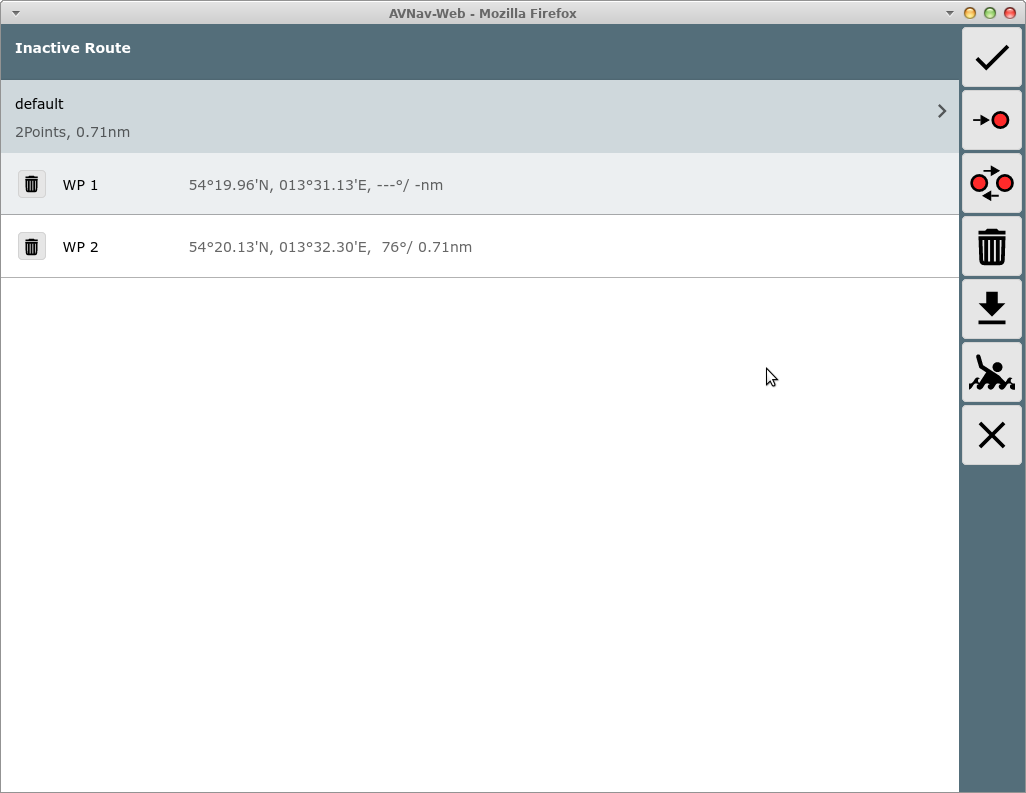 AVNav-Web - Mozilla Firefox
Inactive Route
default
2Points, 0.71nm
WP 1 54°19.96'N, 013°31.13'E, ---°/ -nm
WP 2 54°20.13'N, 013°32.30'E,  76°/ 0.71nm